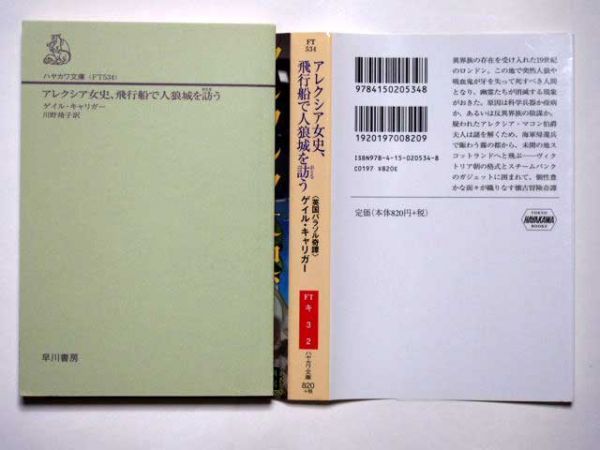 ハヤカワ文庫〈FT534〉
アレクシア女史、飛行船で人狼城を訪う
ゲイル・キャリガー
川野靖子訳
早川書房
FT
534
アレクシア女史、
飛行船で人狼城を訪う
〈英国パラソル奇譚〉
ゲイル・キャリガー
FT
キ
3
2
ハヤカワ文庫
820
+税
9784150205348
1920197008209
ISBN978-4-15-020534-8
C0197 ¥820E
定価(本体820円+税)
異界族の存在を受け入れた19世紀
のロンドン。この地で突然人狼や
吸血鬼が牙を失って死すべき人間
となり、幽霊たちが消滅する現象
がおきた。原因は科学兵器か疫病
か、あるいは反異界族の陰謀か。
疑われたアレクシア・マコン伯爵
夫人は謎を解くため、海軍帰還兵
で賑わう霧の都から、未開の地ス
コットランドへと飛ぶ――ヴィク
トリア朝の格式とスチームパンク
のガジェットに囲まれて、個性豊
かな面々が織りなす懐古冒険奇譚
TOKYO
HAYAKAWA
BOOKS